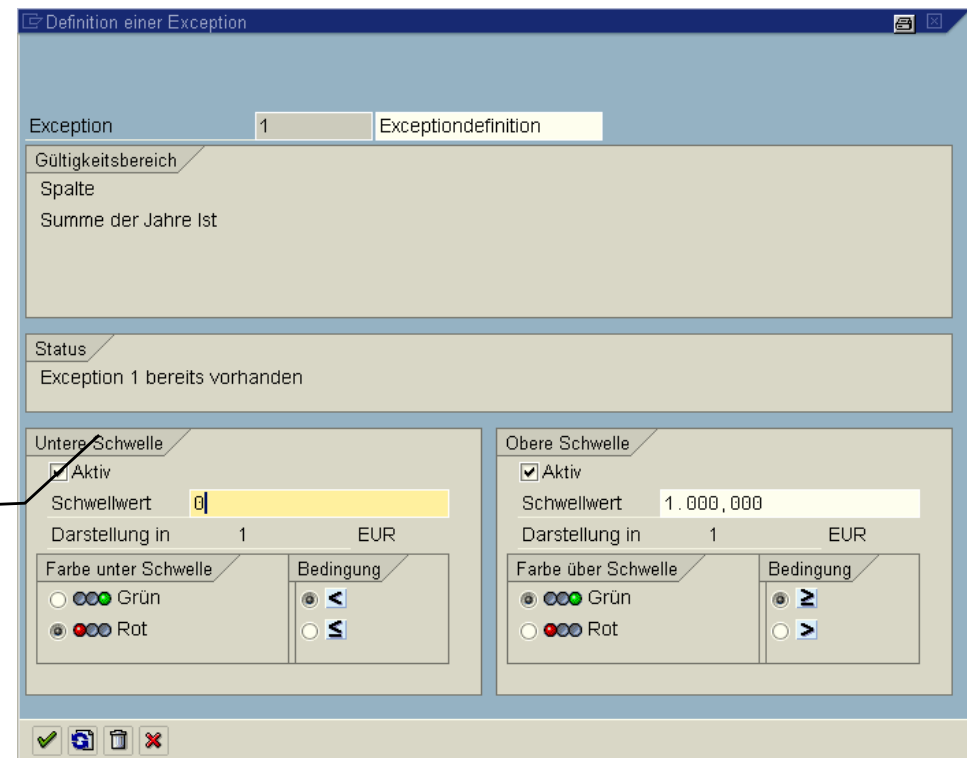 Definition einer Exception
Exception 1 Exceptiondefinition
Gültigkeitsbereich
Spalte
Summe der Jahre Ist
Status
Exception 1 bereits vorhanden
Untere Schwelle
Aktiv
Schwellwert 0
Darstellung in 1 EUR
Farbe unter Schwelle
Grün
Rot
Bedingung
<
≤
Obere Schwelle
Aktiv
Schwellwert 1.000,000
Darstellung in 1 EUR
Farbe über Schwelle
Grün
Rot
Bedingung
≥
>